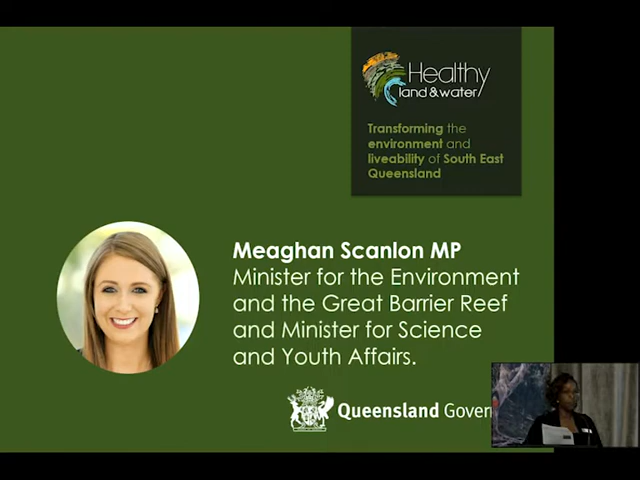 Healthy
land & water
Transforming the
environment and
liveability of South East
Queensland
Meaghan Scanlon MP
Minister for the Environment
and the Great Barrier Reef
and Minister for Science
and Youth Affairs.
Queensland Gover